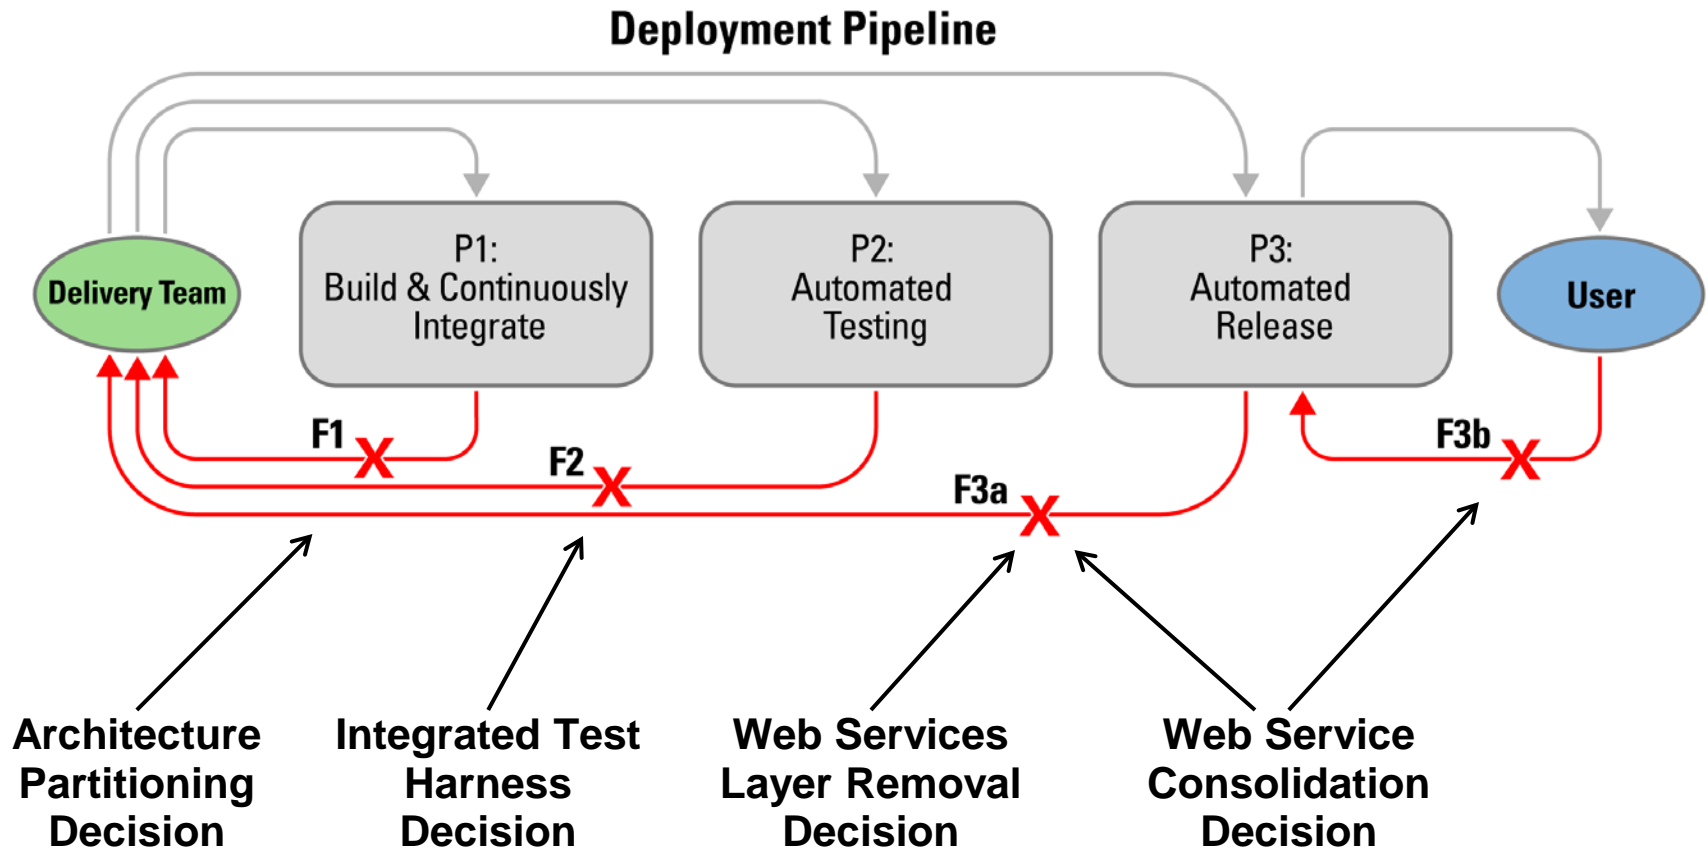 Deployment Pipeline
Delivery Team
P1:
Build & Continuously
Integrate
P2:
Automated
Testing
P3:
Automated
Release
User
F1
F2
F3a
F3b
X
X
X
X
Architecture
Partitioning
Decision
Integrated Test
Harness
Decision
Web Services
Layer Removal
Decision
Web Service
Consolidation
Decision